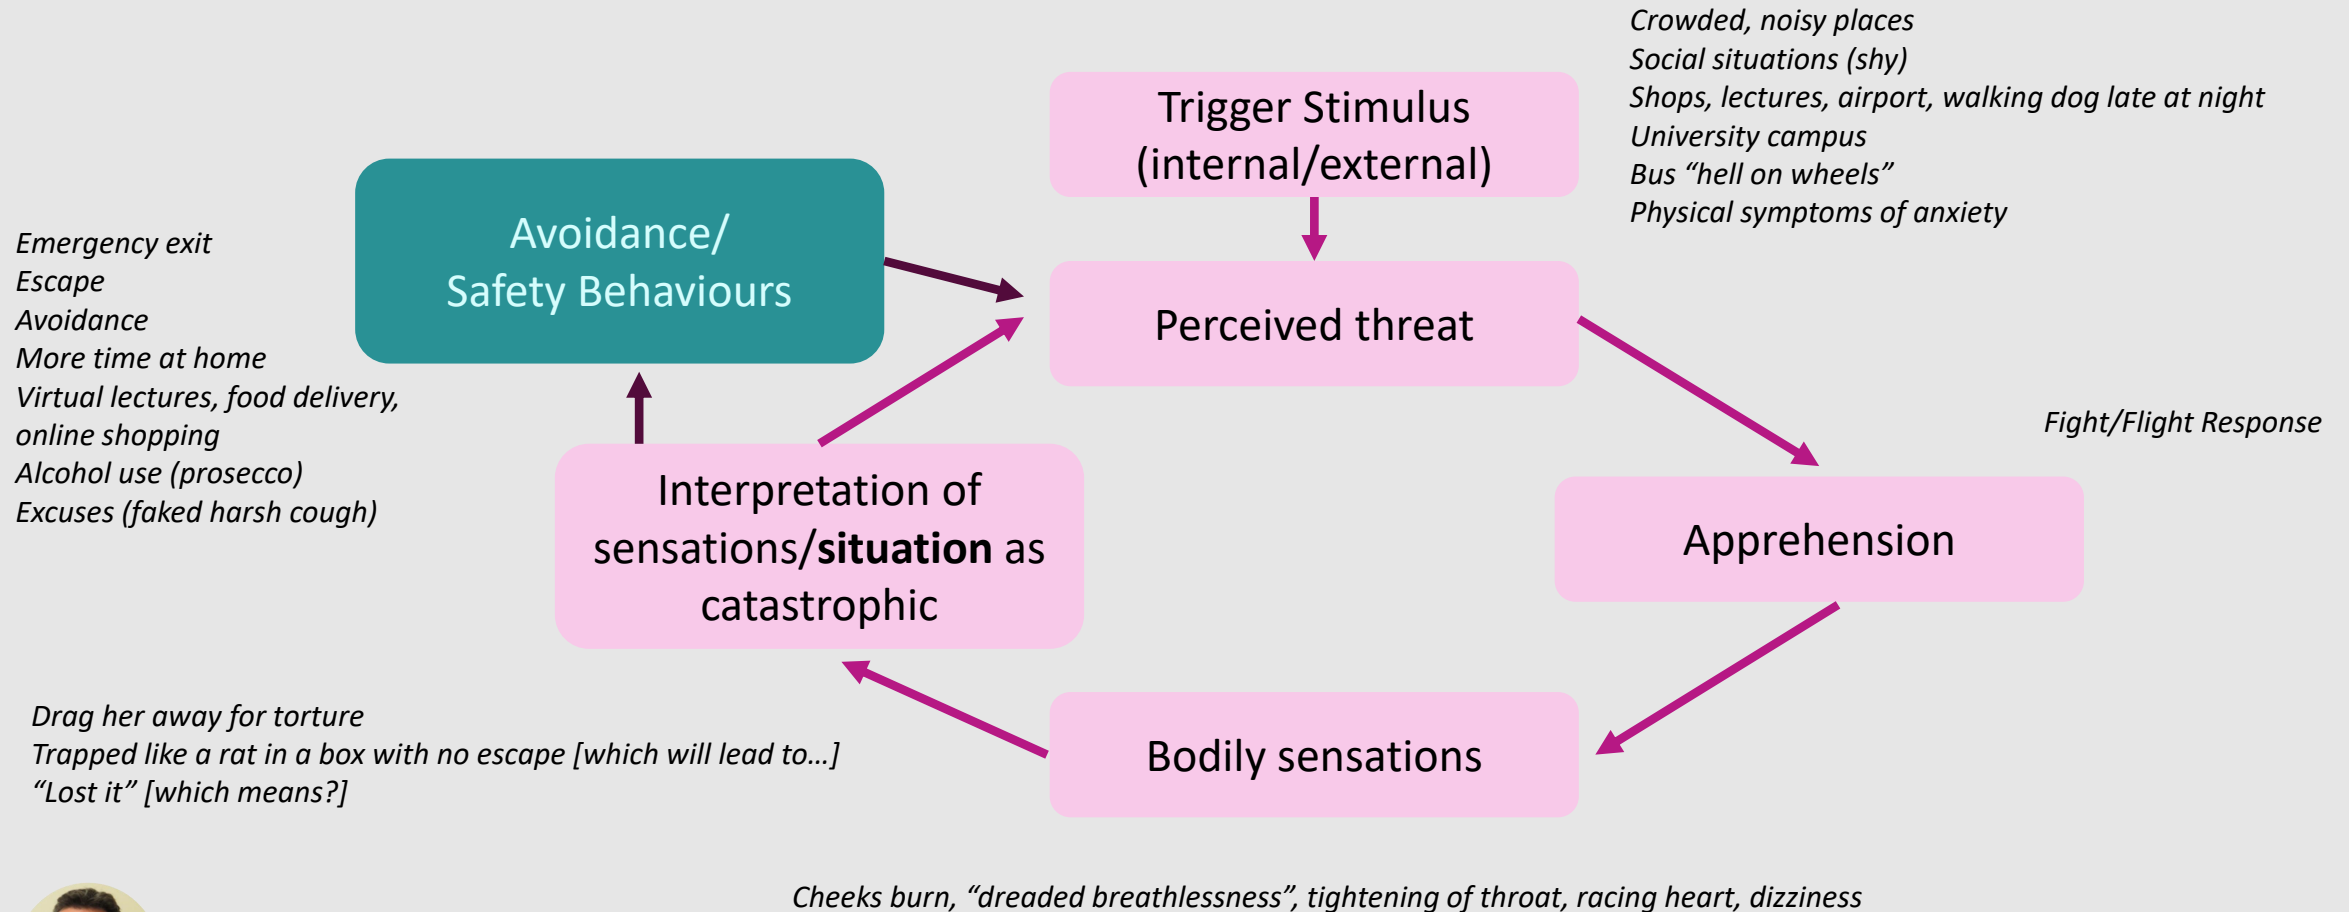 Crowded, noisy places
Social situations (shy)
Shops, lectures, airport, walking dog late at night
University campus
Bus “hell on wheels”
Physical symptoms of anxiety
Trigger Stimulus
(internal/external)
Avoidance/
Safety Behaviours
Emergency exit
Escape
Avoidance
More time at home
Virtual lectures, food delivery,
online shopping
Alcohol use (prosecco)
Excuses (faked harsh cough)
Perceived threat
Fight/Flight Response
Interpretation of
sensations/situation as
catastrophic
Apprehension
Drag her away for torture
Trapped like a rat in a box with no escape [which will lead to…]
“Lost it” [which means?]
Bodily sensations
Cheeks burn, “dreaded breathlessness”, tightening of throat, racing heart, dizziness